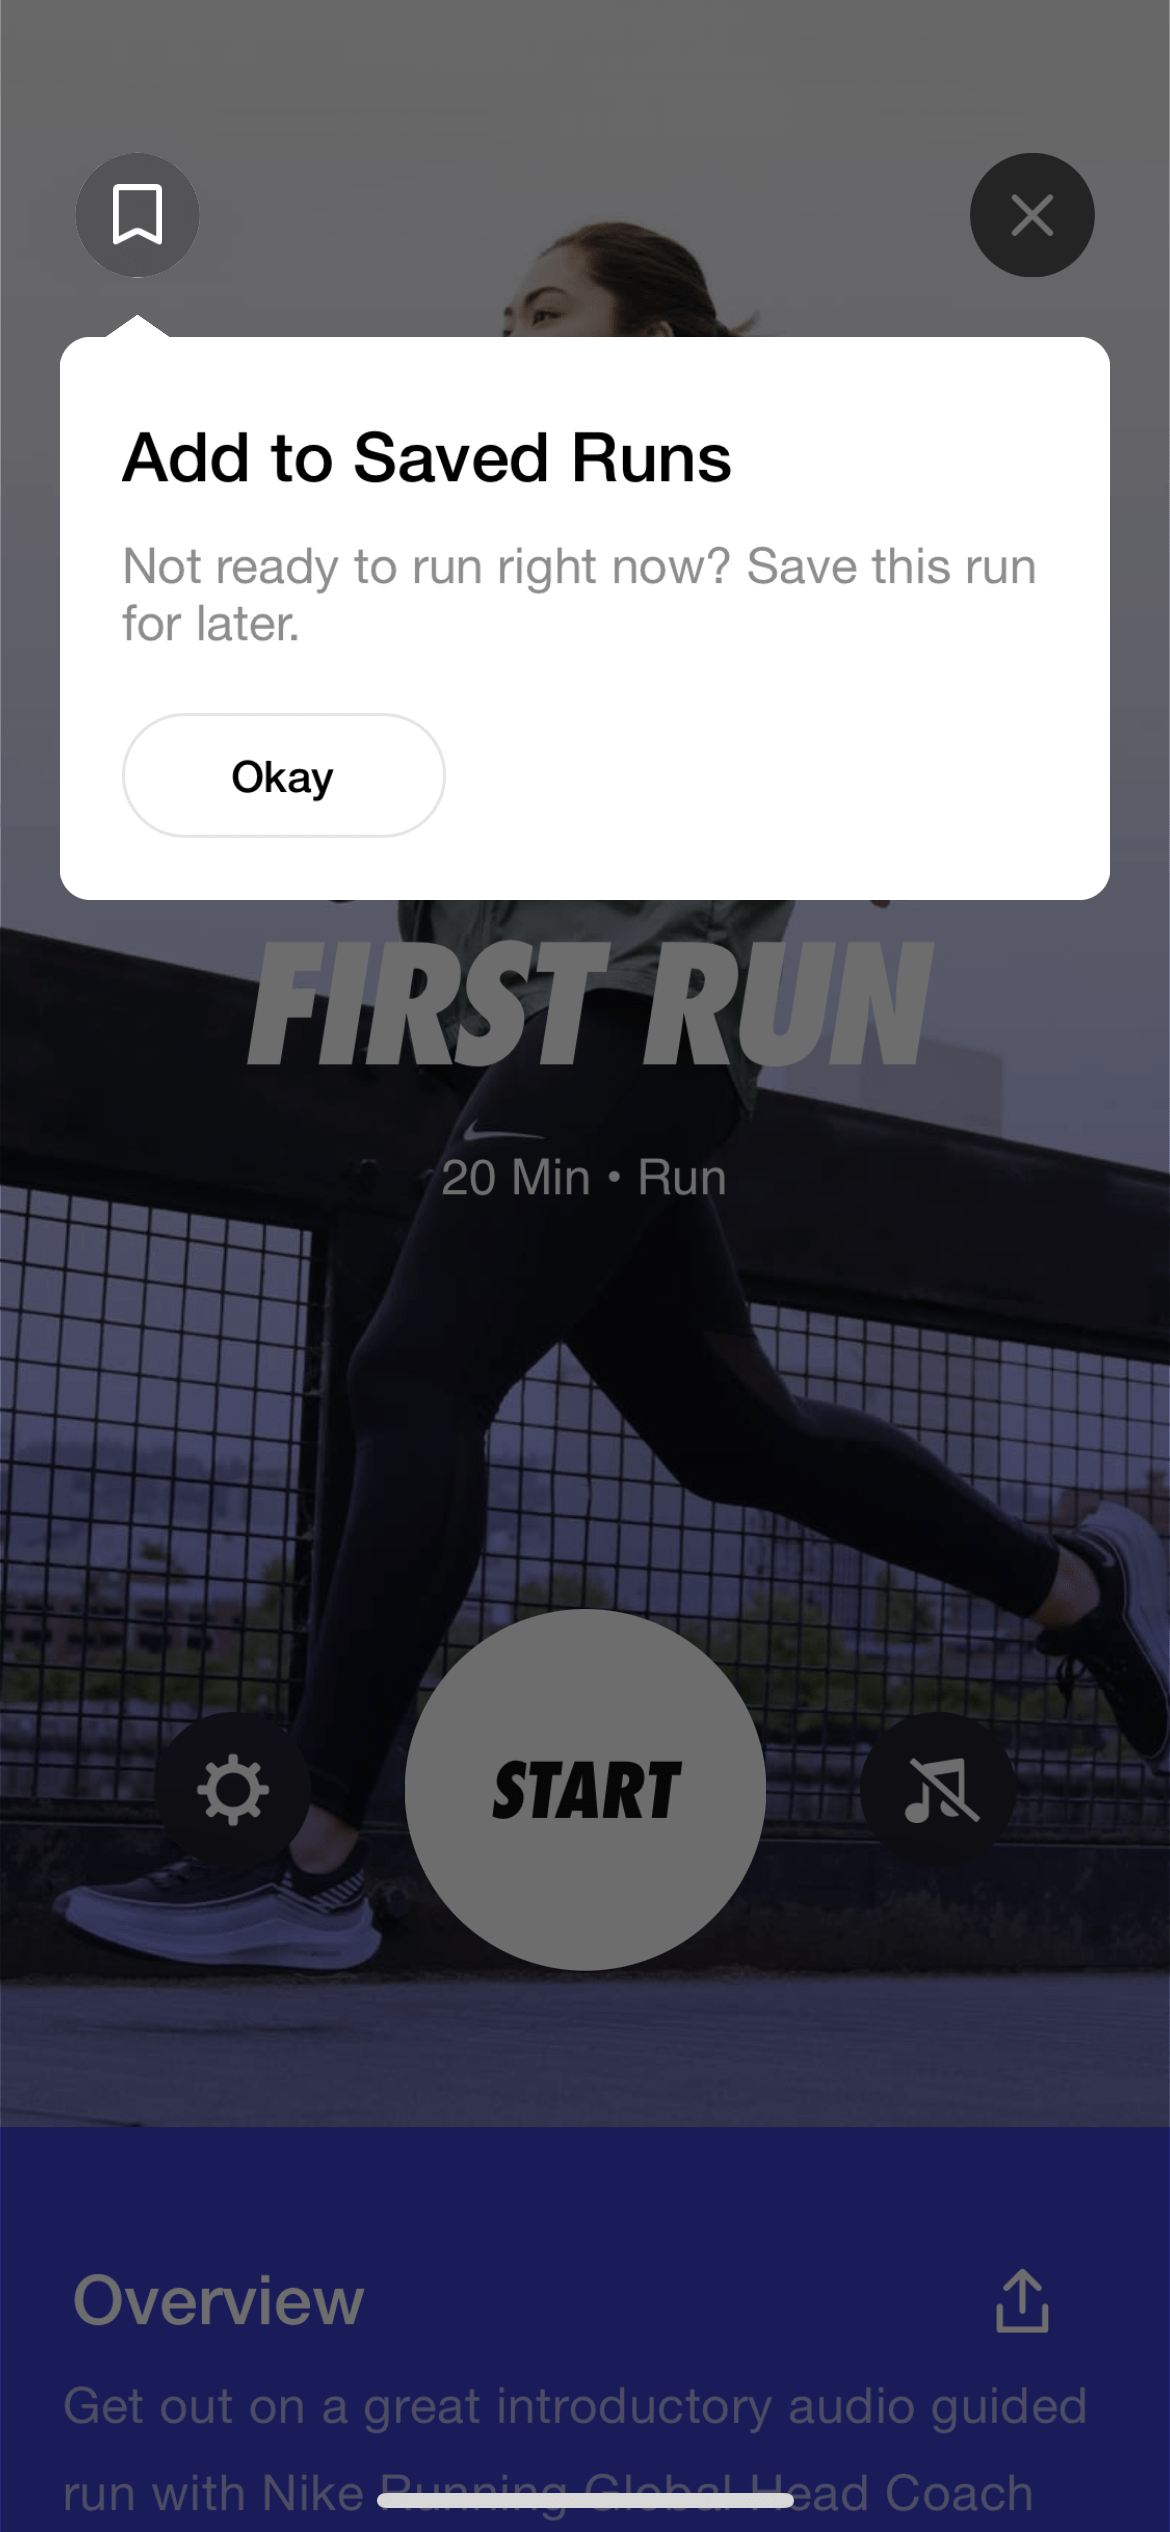 Add to Saved Runs
Not ready to run right now? Save this run
for later.
Okay
FIRST RUN
20 Min • Run
START
Overview
Get out on a great introductory audio guided
run with Nike Running Global Head Coach